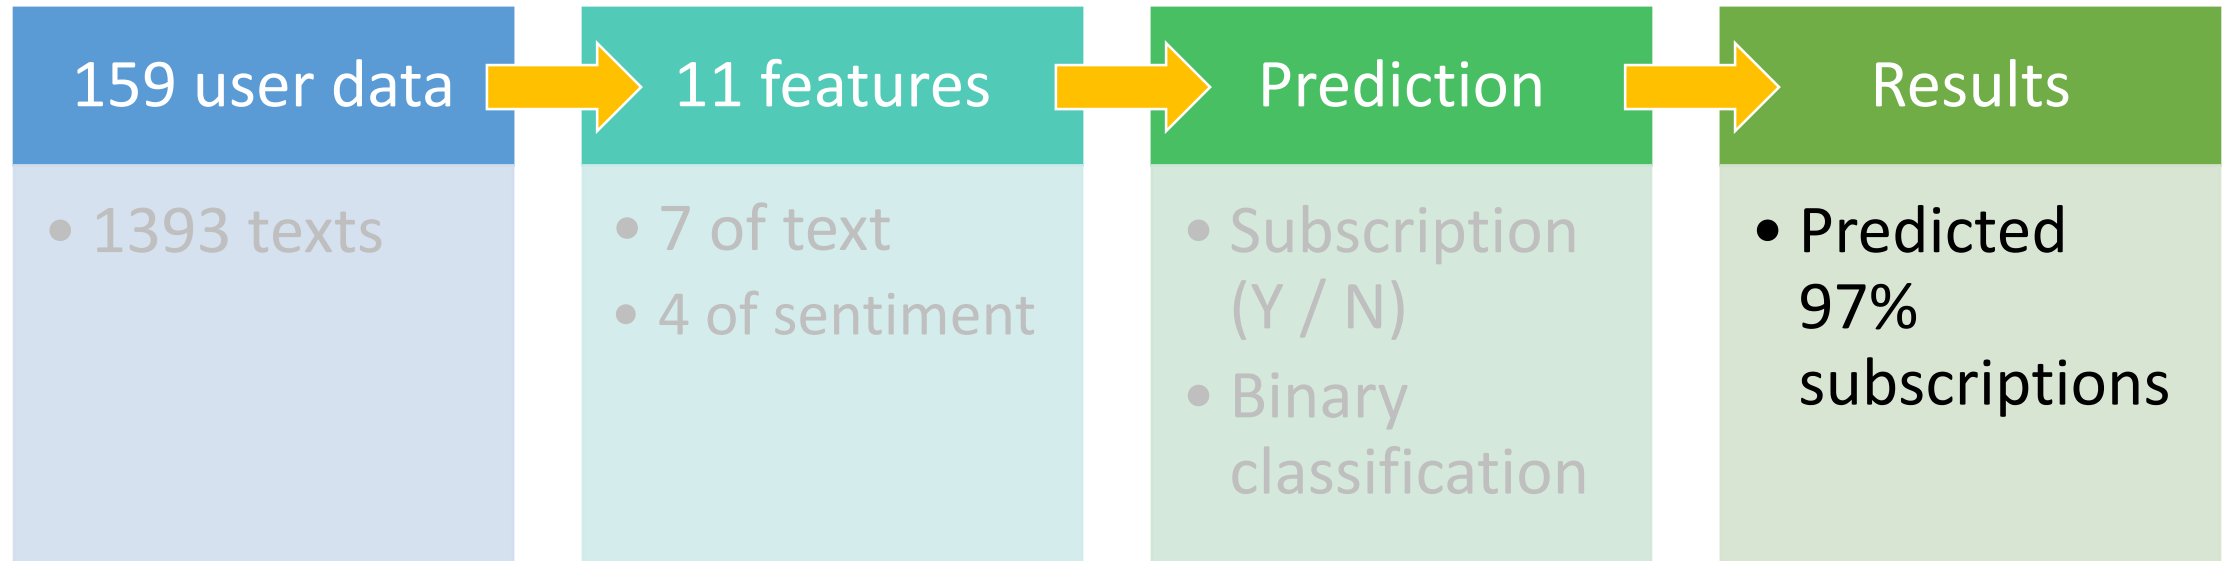 159 user data
• 1393 texts
11 features
• 7 of text
• 4 of sentiment
Prediction
• Subscription
(Y / N)
• Binary
classification
Results
• Predicted
97%
subscriptions